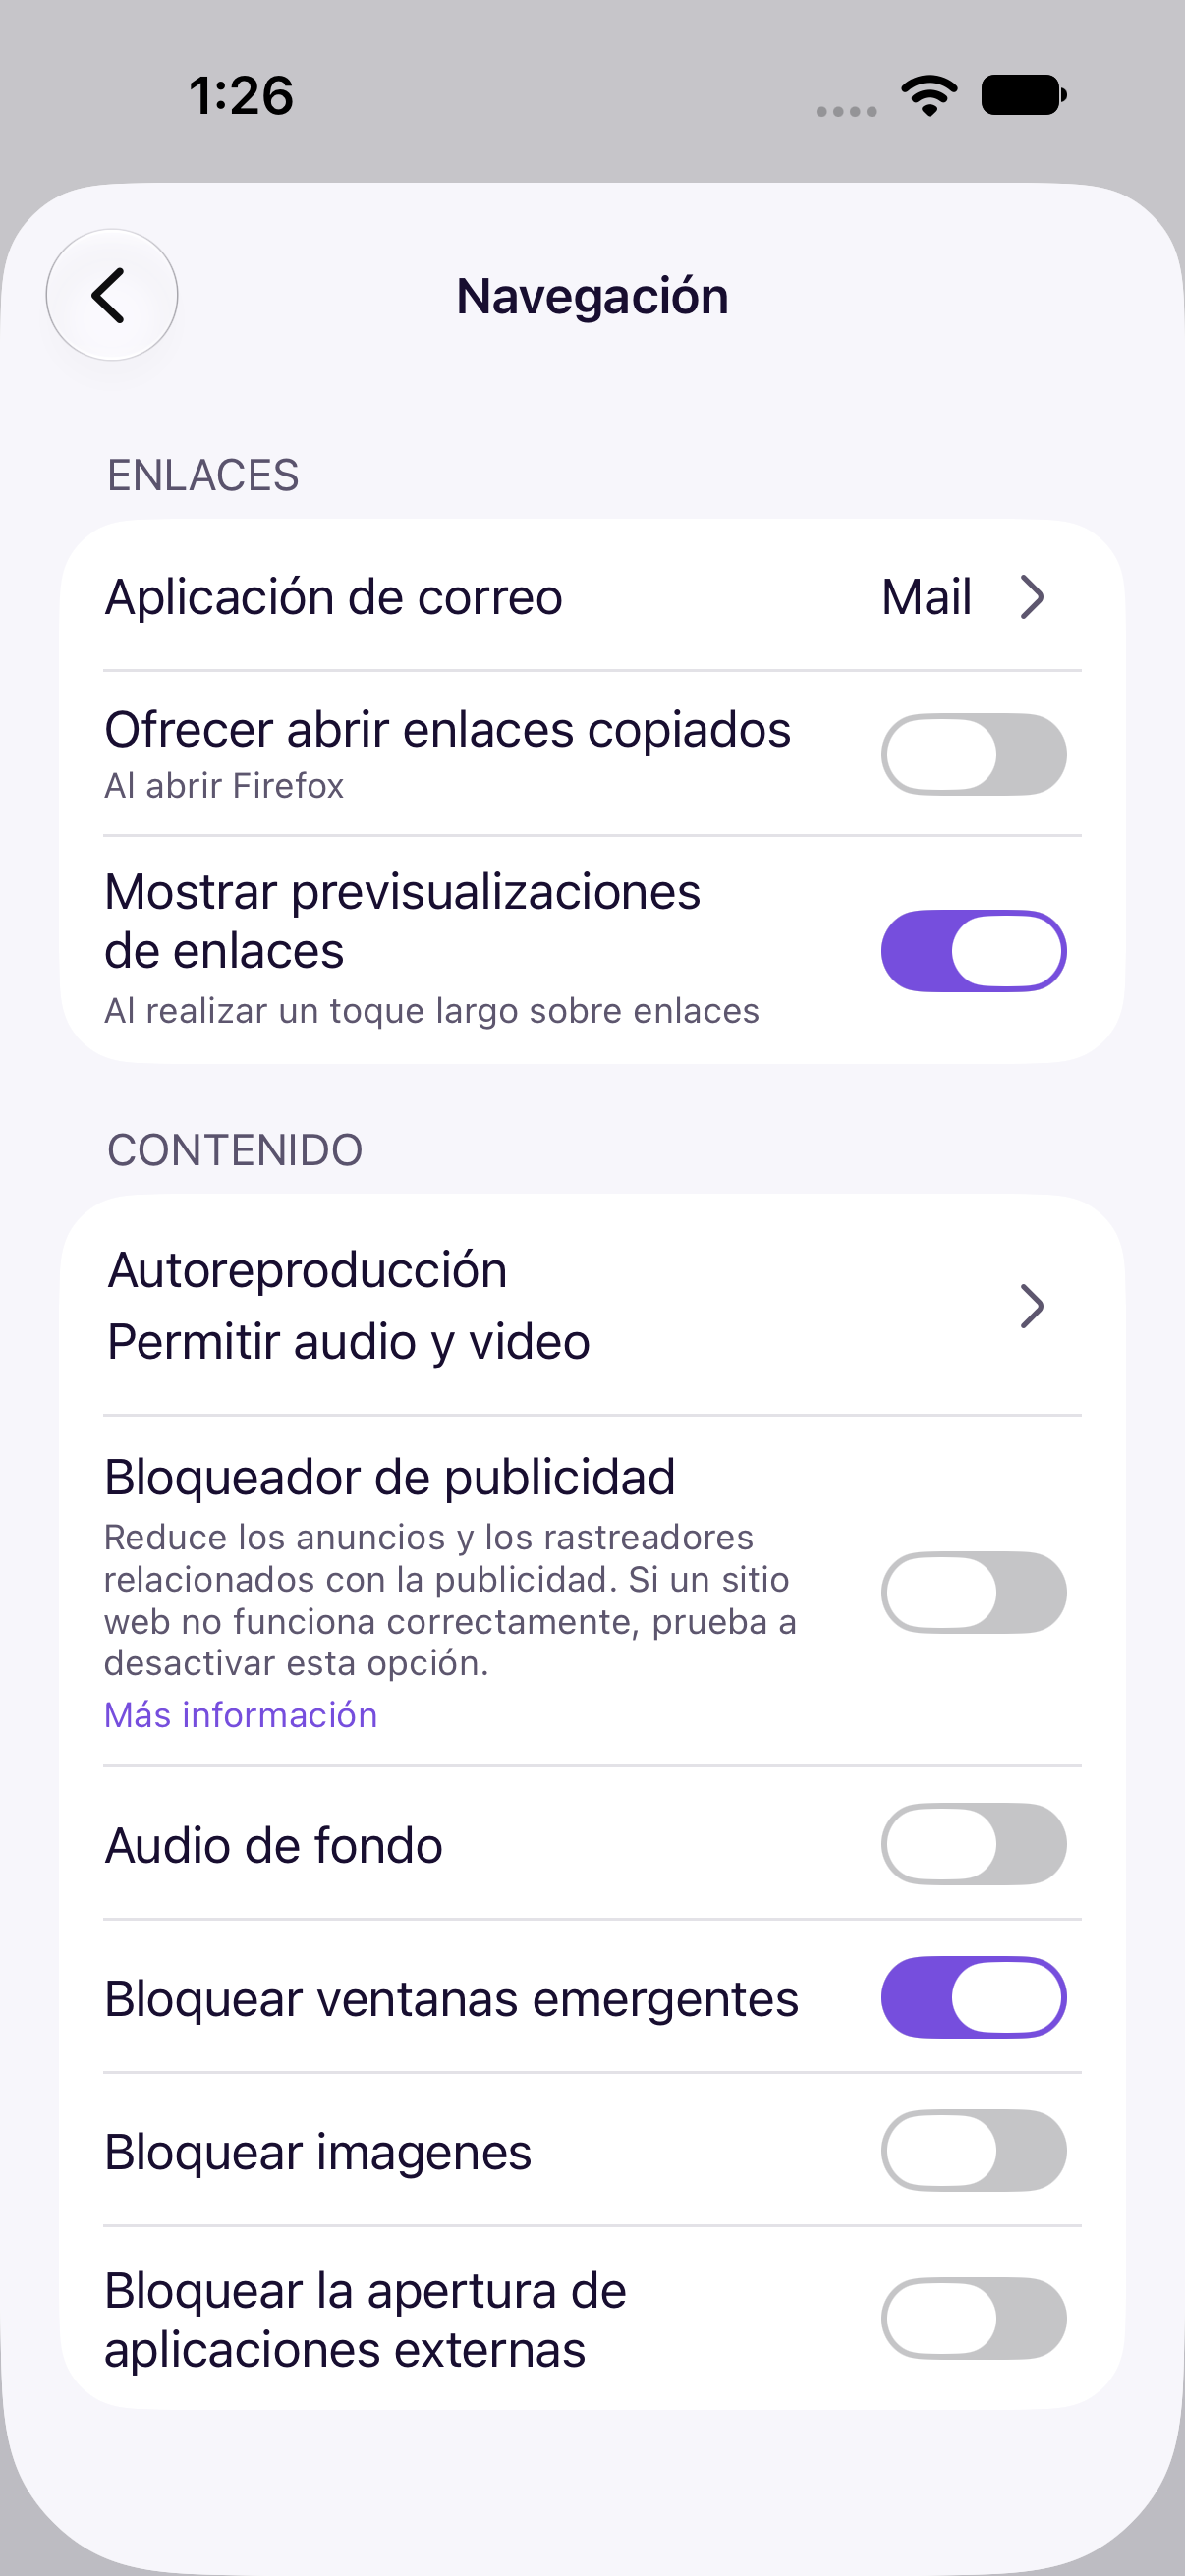 1:26
Navegación
ENLACES
Aplicación de correo
Mail
Ofrecer abrir enlaces copiados
Al abrir Firefox
Mostrar previsualizaciones
de enlaces
Al realizar un toque largo sobre enlaces
CONTENIDO
Autoreproducción
Permitir audio y video
Bloqueador de publicidad
Reduce los anuncios y los rastreadores
relacionados con la publicidad. Si un sitio
web no funciona correctamente, prueba a
desactivar esta opción.
Más información
Audio de fondo
Bloquear ventanas emergentes
Bloquear imagenes
Bloquear la apertura de
aplicaciones externas